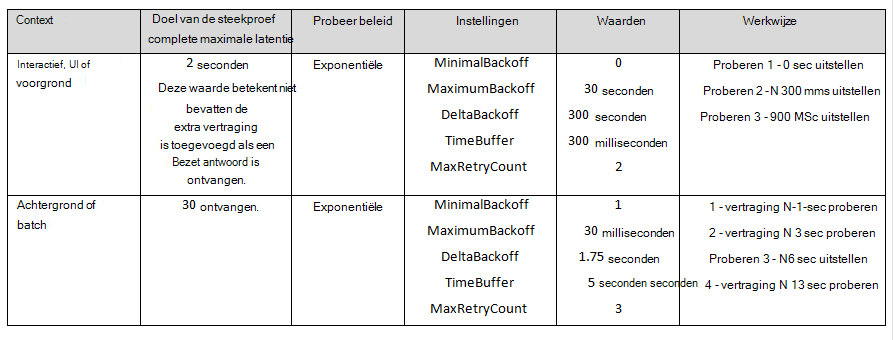 Context
Doel van de steekproef
complete maximale latentie
Probeer beleid
Instellingen
Waarden
Werkwijze
Interactief, UI of
voorgrond
2 seconden
Deze waarde betekent niet
bevatten de
extra vertraging
is toegevoegd als een
Bezet antwoord is
ontvangen.
Exponentiële
MinimalBackoff
MaximumBackoff
DeltaBackoff
TimeBuffer
MaxRetryCount
0
30 seconden
300 seconden
300 milliseconden
2
Proberen 1 - 0 sec uitstellen
Proberen 2 -N 300 mms uitstellen
Proberen 3 - 900 MSc uitstellen
Achtergrond of
batch
30 ontvangen.
Exponentiële
MinimalBackoff
MaximumBackoff
DeltaBackoff
TimeBuffer
MaxRetryCount
1
30 milliseconden
1.75 seconden
5 seconden seconden
3
1 - vertraging N-1-sec proberen
2 - vertraging N 3 sec proberen
Proberen 3 - N6 sec uitstellen
4 - vertraging N 13 sec proberen